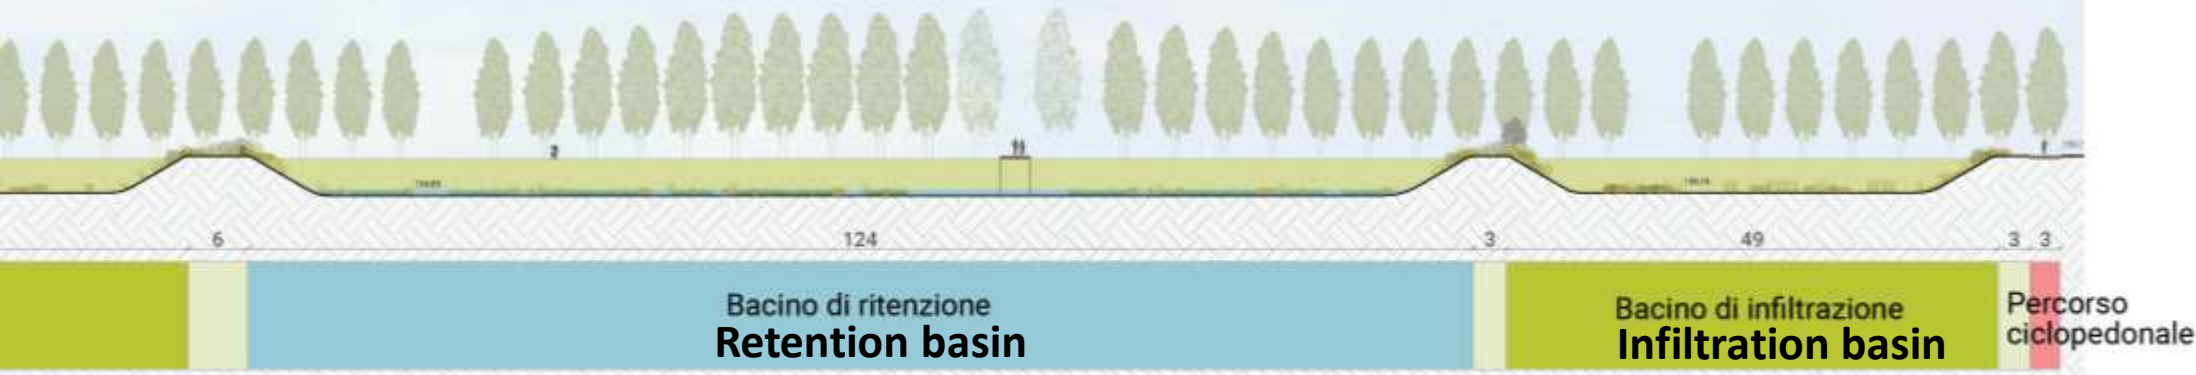 6 124 3 49 3 3
Bacino di ritenzione
Retention basin
Bacino di infiltrazione
Infiltration basin
Percorso
ciclopedonale